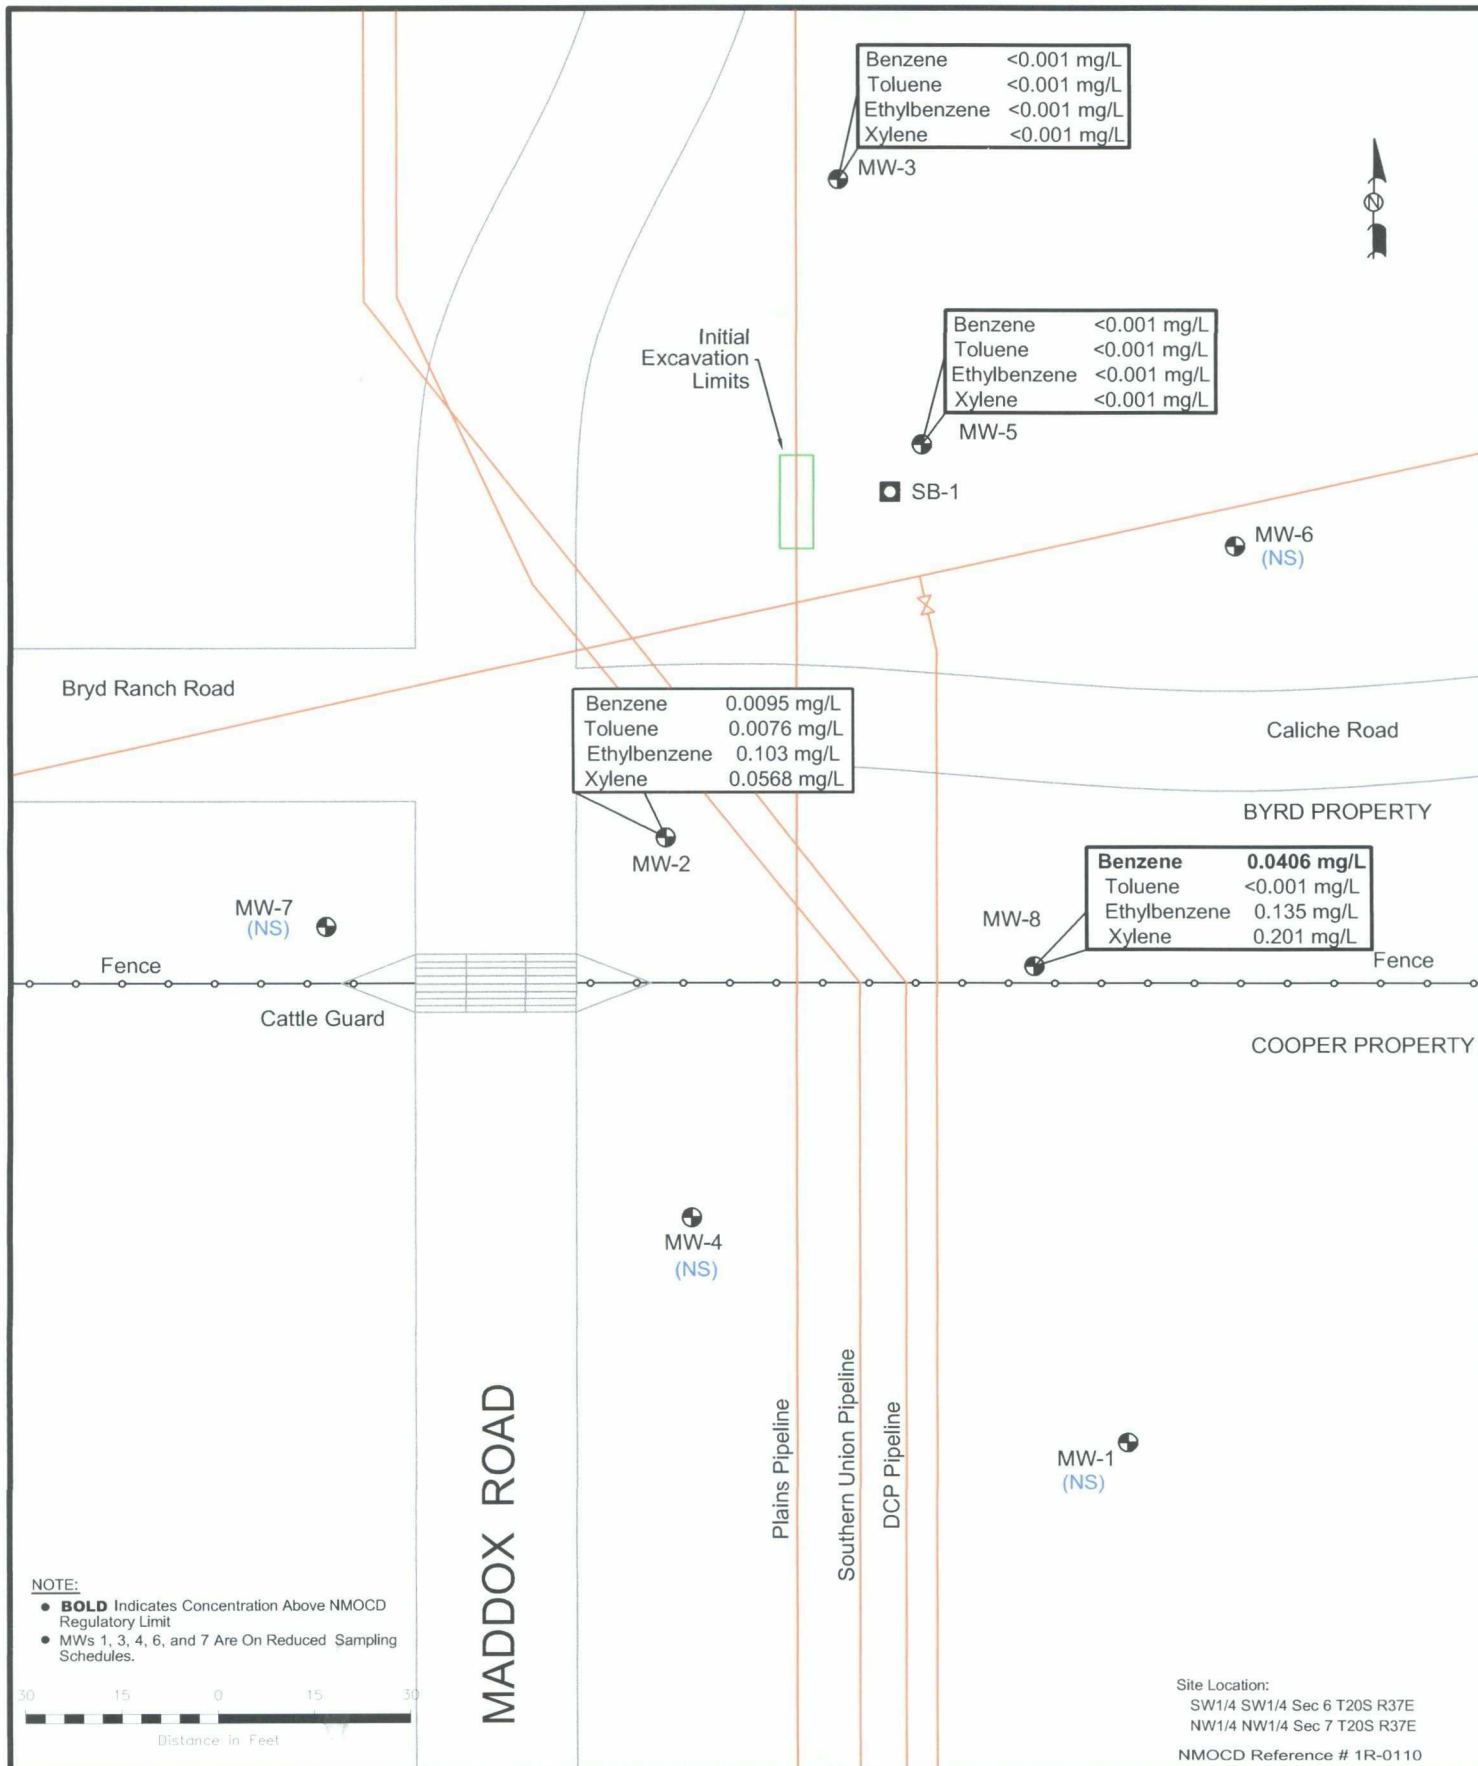 Benzene <0.001 mg/L
Toluene <0.001 mg/L
Ethylbenzene <0.001 mg/L
Xylene <0.001 mg/L
MW-3
N
Initial
Excavation
Limits
Benzene <0.001 mg/L
Toluene <0.001 mg/L
Ethylbenzene <0.001 mg/L
Xylene <0.001 mg/L
MW-5
SB-1
MW-6
(NS)
Bryd Ranch Road
Benzene 0.0095 mg/L
Toluene 0.0076 mg/L
Ethylbenzene 0.103 mg/L
Xylene 0.0568 mg/L
Caliche Road
BYRD PROPERTY
MW-2
Benzene 0.0406 mg/L
Toluene <0.001 mg/L
Ethylbenzene 0.135 mg/L
Xylene 0.201 mg/L
MW-8
MW-7
(NS)
Fence
Fence
Cattle Guard
COOPER PROPERTY
MW-4
(NS)
MADDOX ROAD
Plains Pipeline
Southern Union Pipeline
DCP Pipeline
MW-1
(NS)
NOTE:
BOLD Indicates Concentration Above NMOCD
Regulatory Limit
MWs 1, 3, 4, 6, and 7 Are On Reduced Sampling
Schedules.
30 15 0 15 30
Distance in Feet
Site Location:
SW1/4 SW1/4 Sec 6 T20S R37E
NW1/4 NW1/4 Sec 7 T20S R37E
NMOCD Reference # 1R-0110